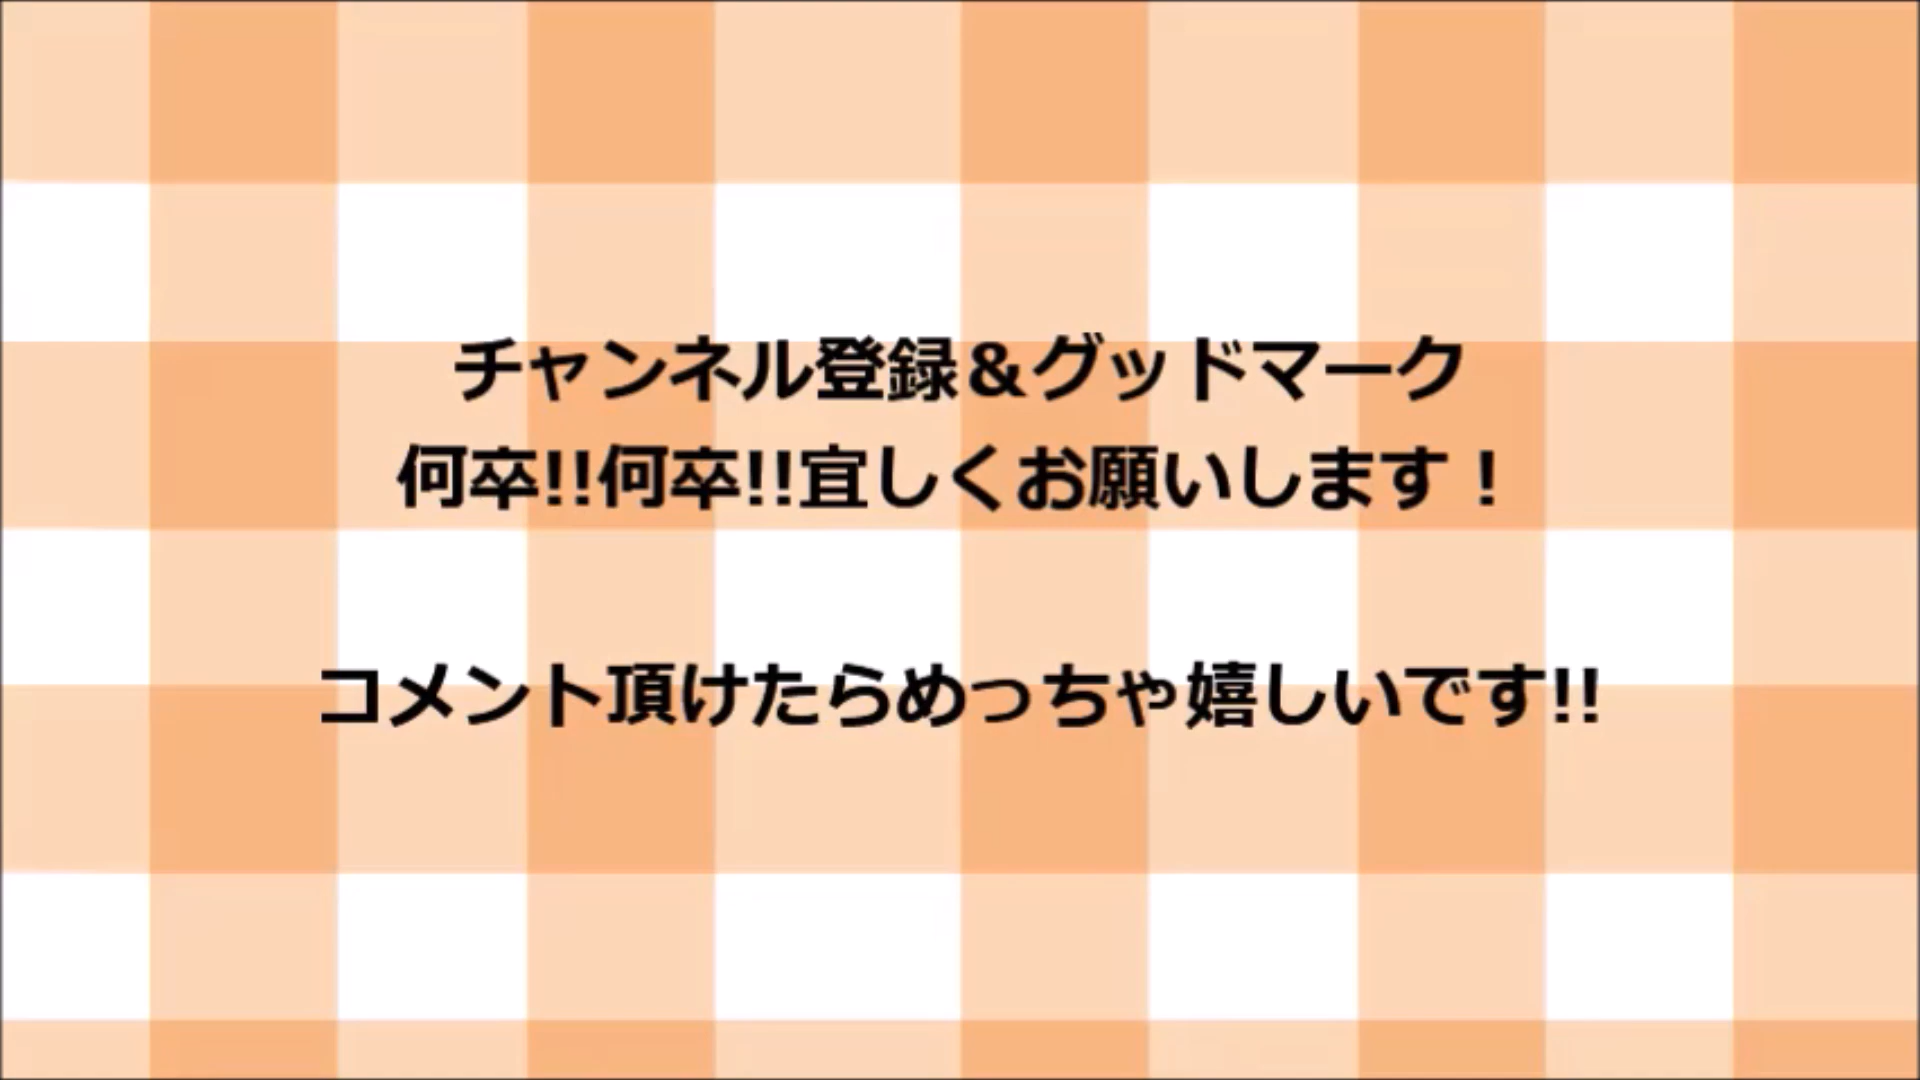 チャンネル登録＆グッドマーク
何卒!!何卒!!宜しくお願いします！
コメント頂けたらめっちゃ嬉しいです!!